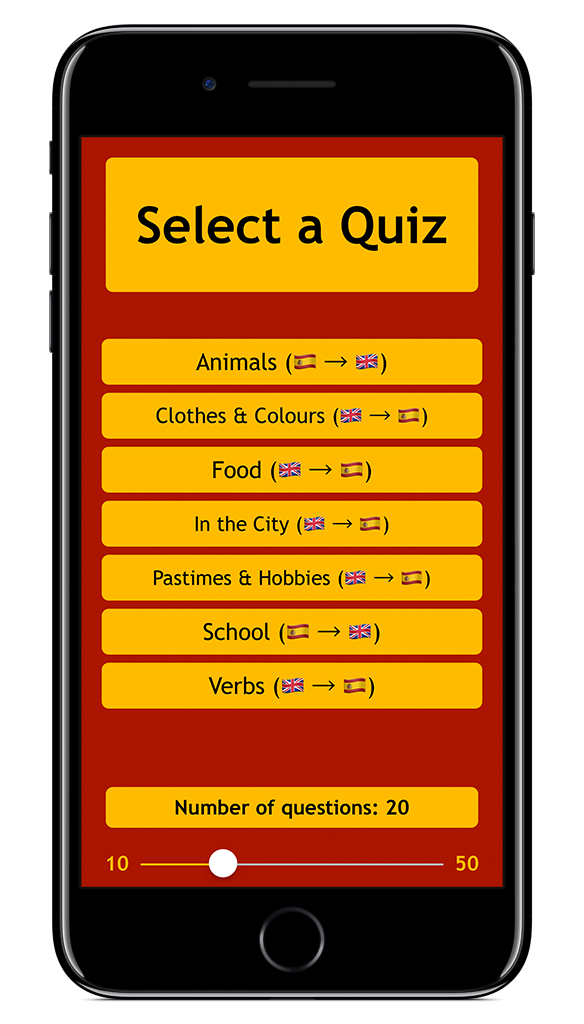 Select a Quiz
Animals (🇪🇸 → 🇬🇧)
Clothes & Colours (🇬🇧 → 🇪🇸)
Food (🇬🇧 → 🇪🇸)
In the City (🇬🇧 → 🇪🇸)
Pastimes & Hobbies (🇬🇧 → 🇪🇸)
School (🇪🇸 → 🇬🇧)
Verbs (🇬🇧 → 🇪🇸)
Number of questions: 20
10 50